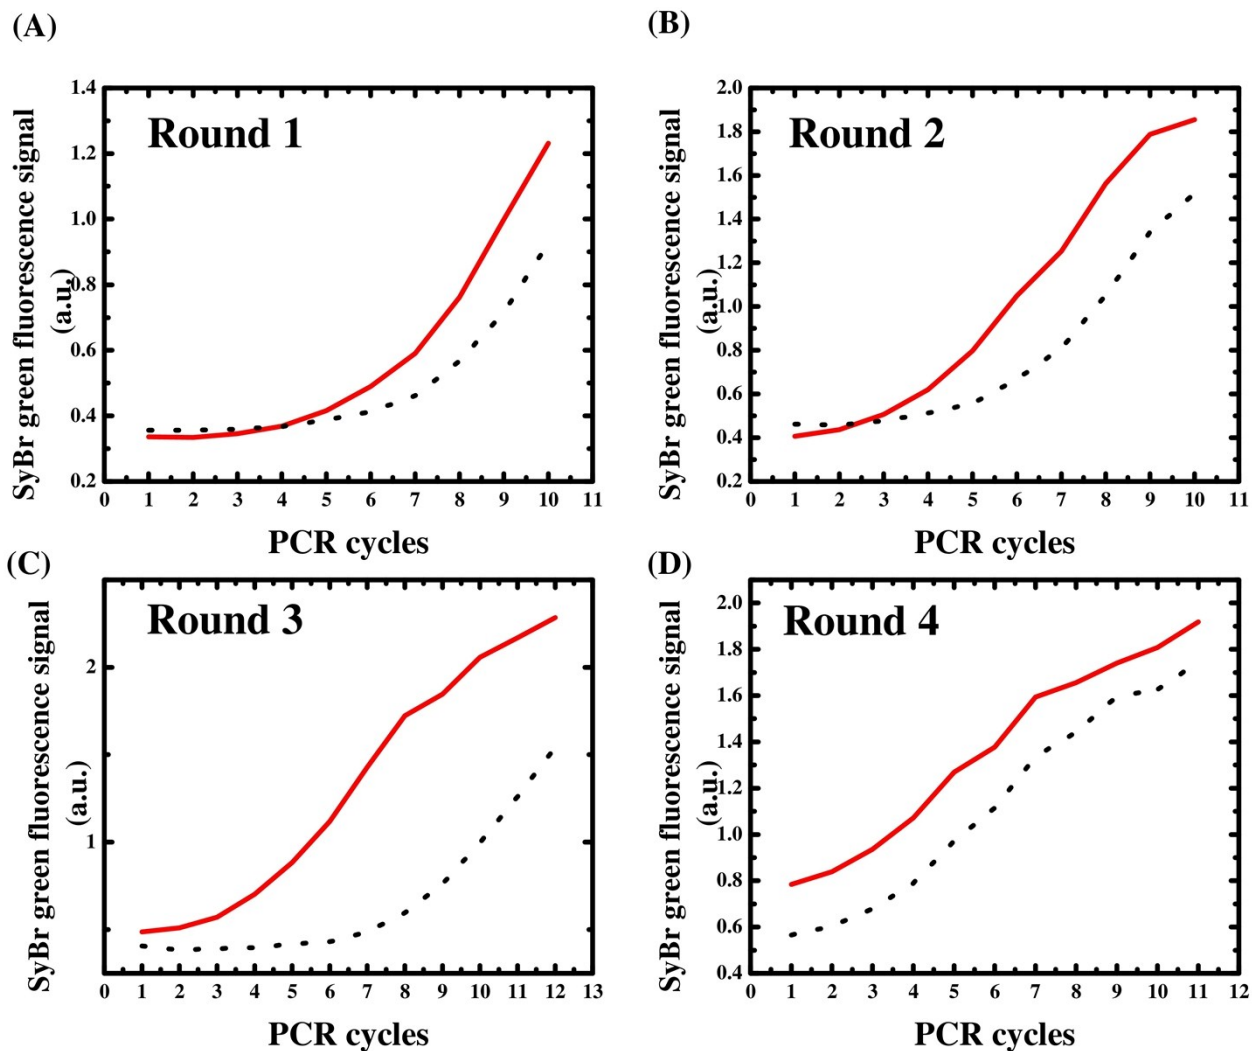 (A)
Round 1
SyBr green fluorescence signal
(a.u.)
1.4
1.2
1.0
0.8
0.6
0.4
0.2
0 1 2 3 4 5 6 7 8 9 10 11
PCR cycles
(B)
Round 2
SyBr green fluorescence signal
(a.u.)
2.0
1.8
1.6
1.4
1.2
1.0
0.8
0.6
0.4
0.2
0 1 2 3 4 5 6 7 8 9 10 11
PCR cycles
(C)
Round 3
SyBr green fluorescence signal
(a.u.)
2
1
0 1 2 3 4 5 6 7 8 9 10 11 12 13
PCR cycles
(D)
Round 4
SyBr green fluorescence signal
(a.u.)
2.0
1.8
1.6
1.4
1.2
1.0
0.8
0.6
0.4
0 1 2 3 4 5 6 7 8 9 10 11 12
PCR cycles